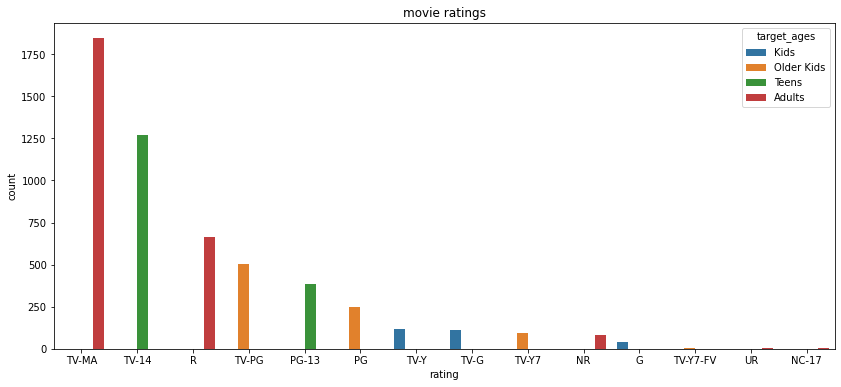 movie ratings
target_ages
Kids
Older Kids
Teens
Adults
count
1750
1500
1250
1000
750
500
250
0
TV-MA TV-14 R TV-PG PG-13 PG TV-Y TV-G TV-Y7 NR G TV-Y7-FV UR NC-17
rating